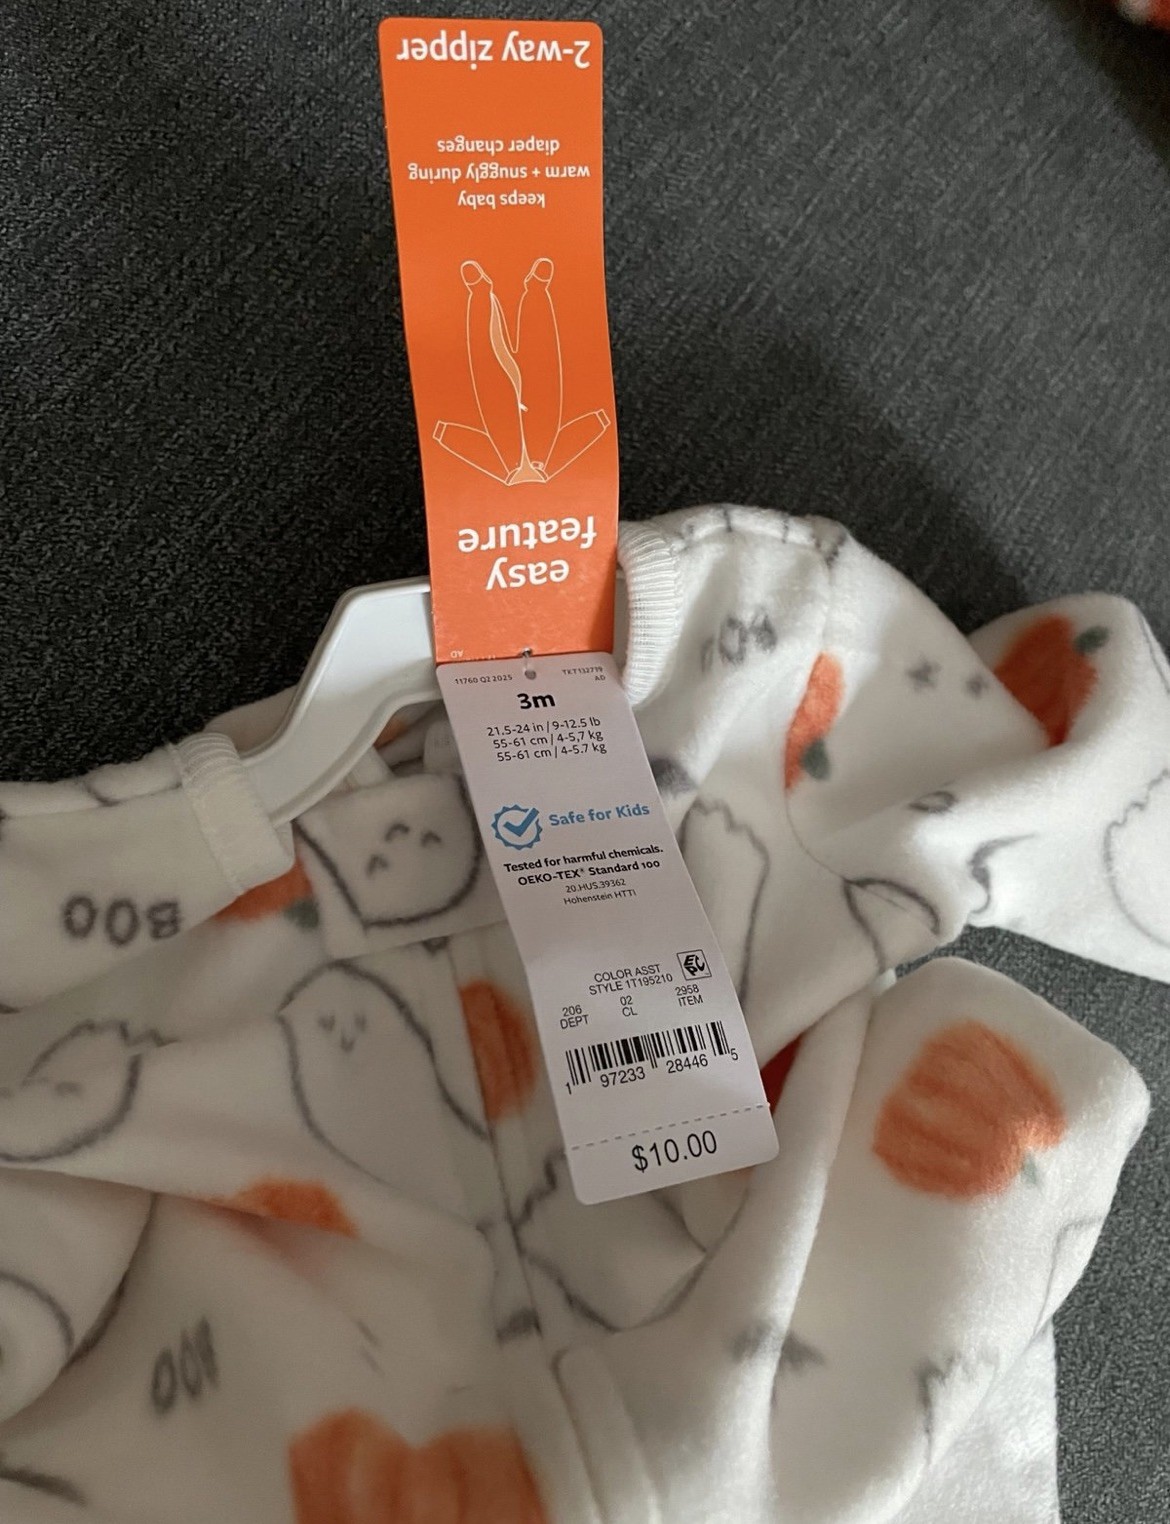 easy
feature
keeps baby
warm + snuggly during
diaper changes
2-way zipper
AD
11760 Q2 2025
TKT132739
AD
3m
21.5-24 in / 9-12.5 lb
55-61 cm / 4-5,7 kg
55-61 cm / 4-5.7 kg
Safe for Kids
Tested for harmful chemicals.
OEKO-TEX® Standard 100
20.HUS.39362
Hohenstein HTTI
COLOR ASST
STYLE 1T195210
206 02 2958
DEPT CL ITEM
1 97233 28446 5
$10.00
BOO
BOO